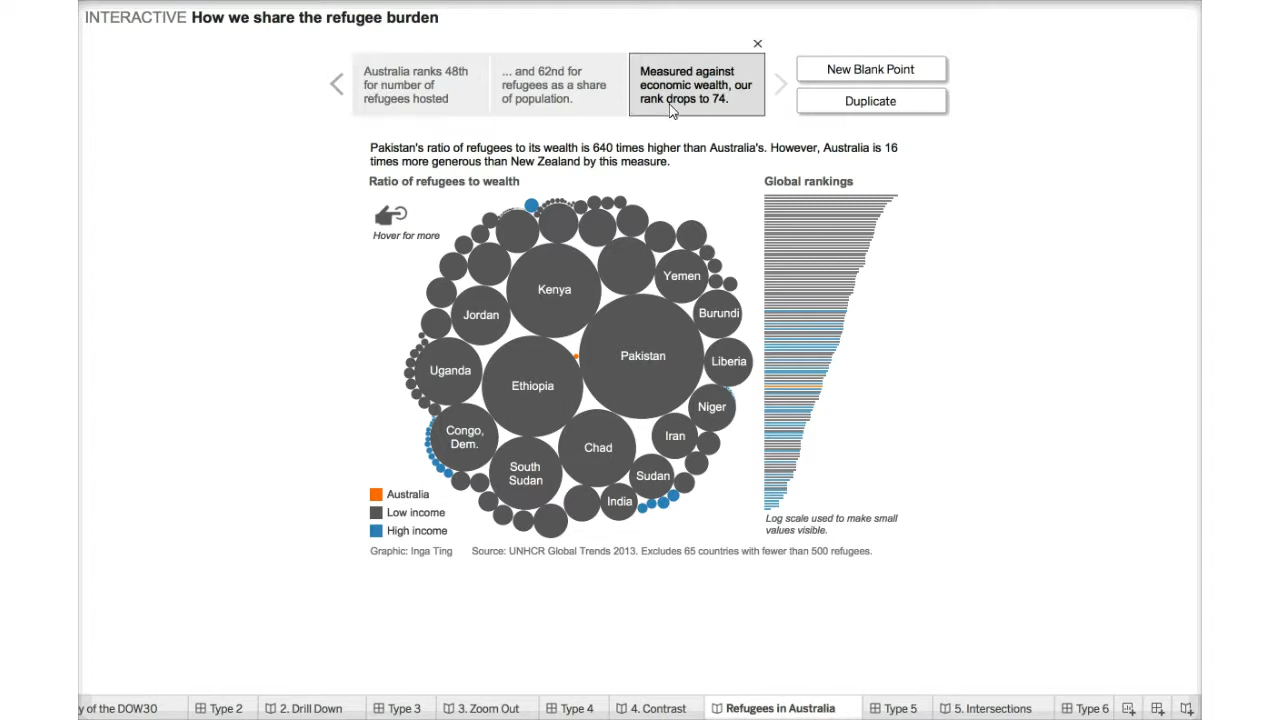 INTERACTIVE How we share the refugee burden
Australia ranks 48th
for number of
refugees hosted
... and 62nd for
refugees as a share
of population.
Measured against
economic wealth, our
rank drops to 74.
New Blank Point
Duplicate
Pakistan's ratio of refugees to its wealth is 640 times higher than Australia's. However, Australia is 16
times more generous than New Zealand by this measure.
Ratio of refugees to wealth
Global rankings
Hover for more
Yemen
Kenya
Burundi
Jordan
Pakistan
Liberia
Uganda
Ethiopia
Niger
Congo,
Dem.
Iran
Chad
South
Sudan
Sudan
India
Australia
Low income
High income
Log scale used to make small
values visible.
Graphic: Inga Ting
Source: UNHCR Global Trends 2013. Excludes 65 countries with fewer than 500 refugees.
y of the DOW30
Type 2
2. Drill Down
Type 3
3. Zoom Out
Type 4
4. Contrast
Refugees in Australia
Type 5
5. Intersections
Type 6